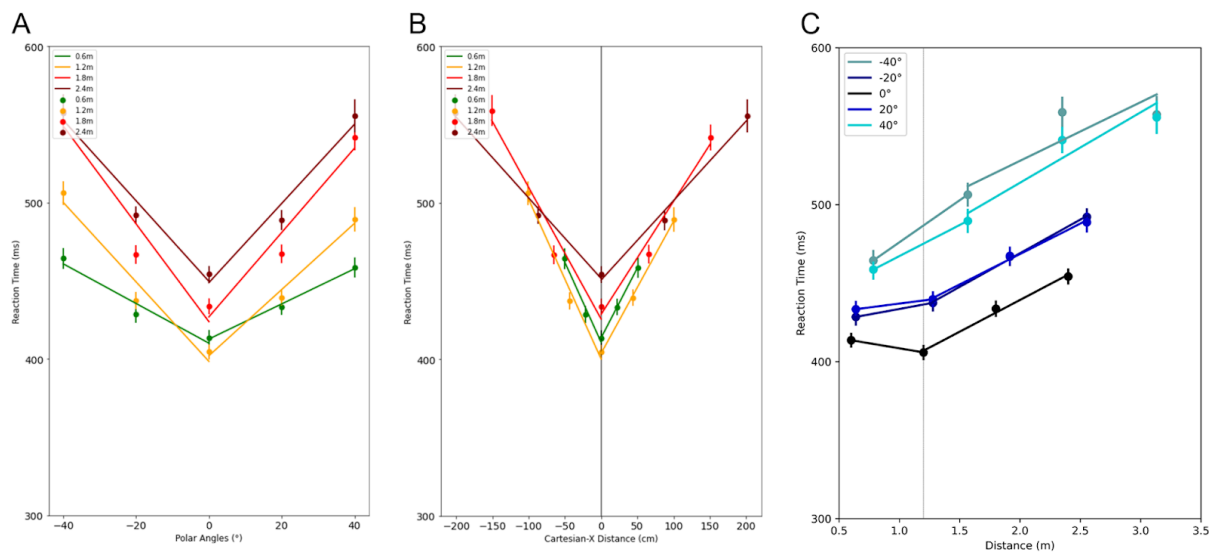 A
B
C
600
500
400
300
Reaction Time (ms)
0.6m
1.2m
1.8m
2.4m
0.6m
1.2m
1.8m
2.4m
−40
−20
0
20
40
Polar Angles (°)
600
500
400
300
Reaction Time (ms)
0.6m
1.2m
1.8m
2.4m
0.6m
1.2m
1.8m
2.4m
−200
−150
−100
−50
0
50
100
150
200
Cartesian-X Distance (cm)
600
500
400
300
Reaction Time (ms)
-40°
-20°
0°
20°
40°
0.5
1.0
1.5
2.0
2.5
3.0
3.5
Distance (m)